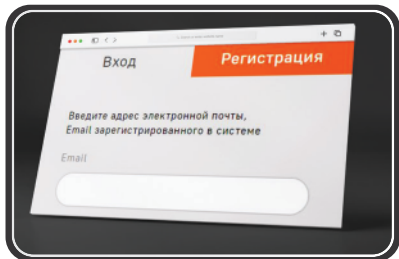 Вход
Регистрация
Введите адрес электронной почты,
Email зарегистрированного в системе
Email